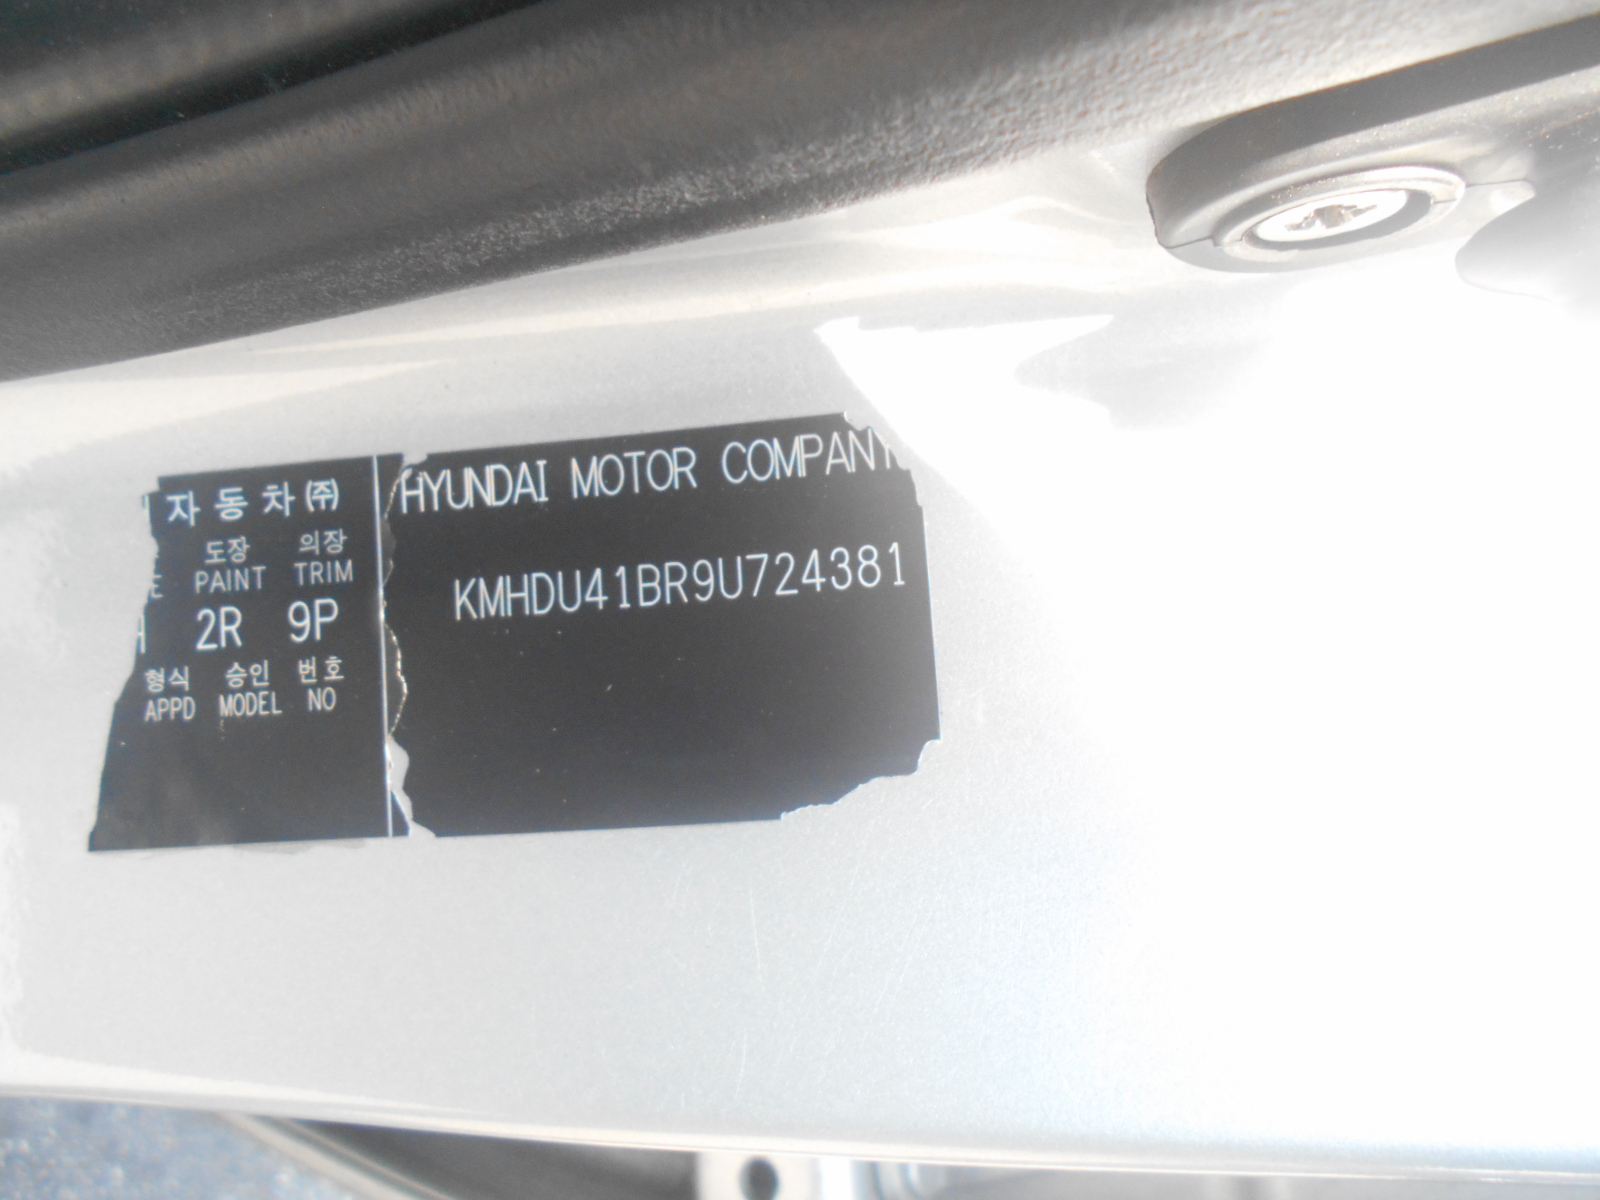 자동차㈜
도장 의장
PAINT TRIM
2R 9P
형식 승인 번호
APPD MODEL NO
HYUNDAI MOTOR COMPANY
KMHDU41BR9U724381